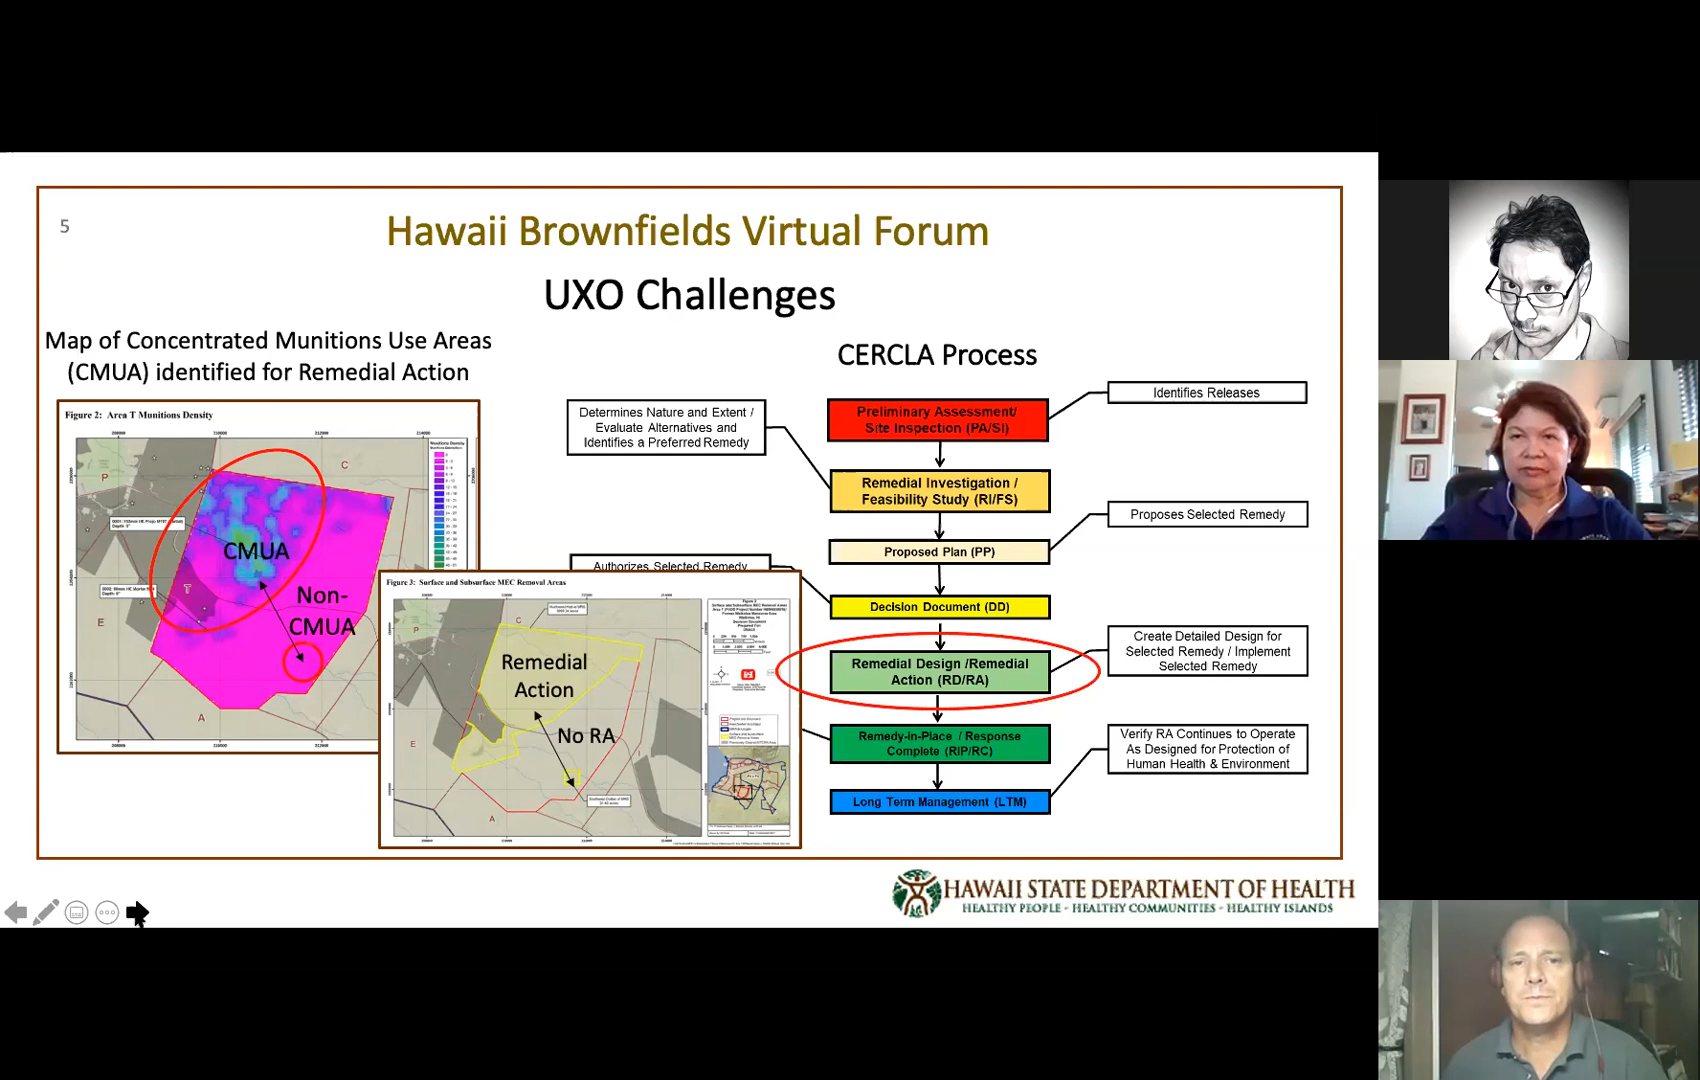 5
Hawaii Brownfields Virtual Forum
UXO Challenges
Map of Concentrated Munitions Use Areas
(CMUA) identified for Remedial Action
Figure 2: Area T Munitions Density
P
C
CMUA
T
Non-
CMUA
E
A
Figure 3: Surface and Subsurface MEC Removal Areas
P
C
Remedial
Action
No RA
E
A
CERCLA Process
Determines Nature and Extent /
Evaluate Alternatives and
Identifies a Preferred Remedy
Preliminary Assessment/
Site Inspection (PA/SI)
Identifies Releases
Remedial Investigation /
Feasibility Study (RI/FS)
Proposes Selected Remedy
Proposed Plan (PP)
Authorizes Selected Remedy
Decision Document (DD)
Remedial Design /Remedial
Action (RD/RA)
Create Detailed Design for
Selected Remedy / Implement
Selected Remedy
Remedy-in-Place / Response
Complete (RIP/RC)
Verify RA Continues to Operate
As Designed for Protection of
Human Health & Environment
Long Term Management (LTM)
HAWAII STATE DEPARTMENT OF HEALTH
HEALTHY PEOPLE - HEALTHY COMMUNITIES - HEALTHY ISLANDS